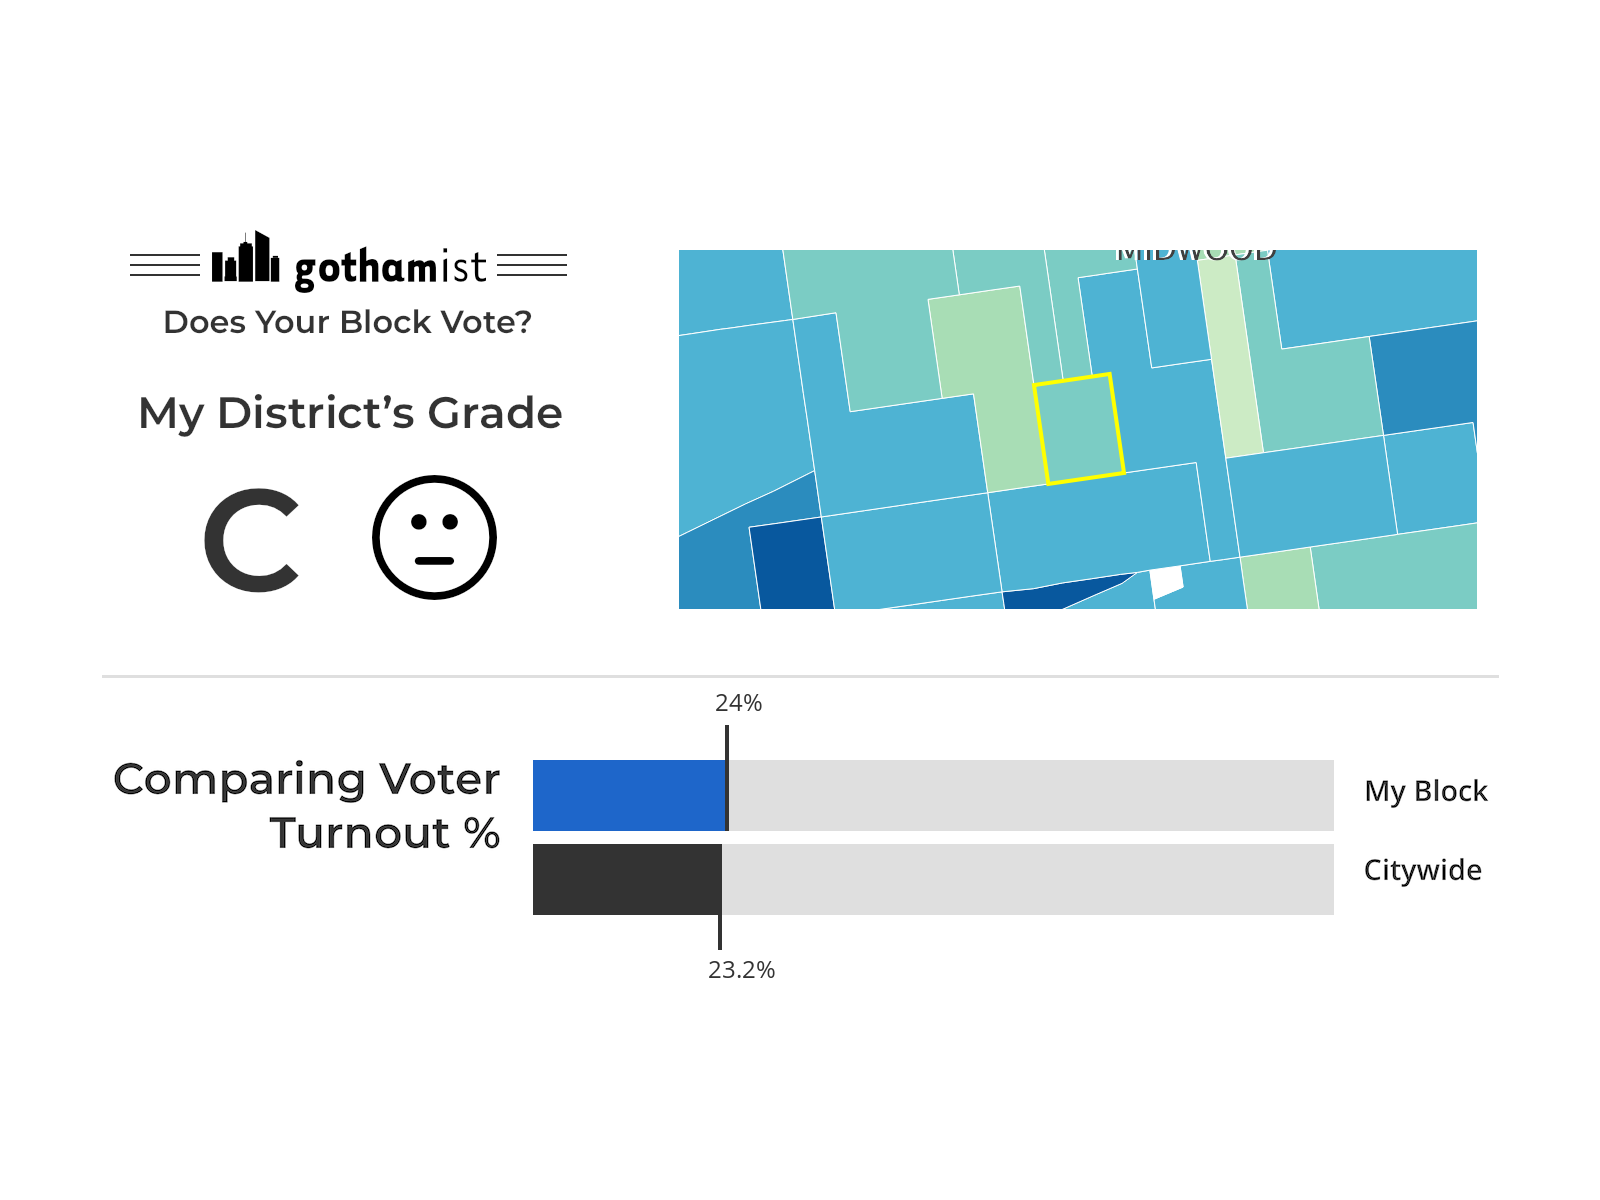 gothamist
Does Your Block Vote?
My District's Grade
C
MIDWOOD
24%
Comparing Voter
Turnout %
My Block
Citywide
23.2%